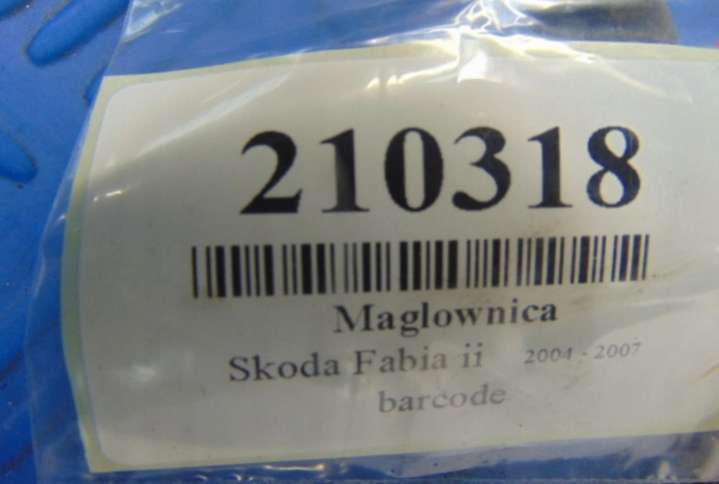 210318
Maglownica
Skoda Fabia ii 2004 - 2007
barcode